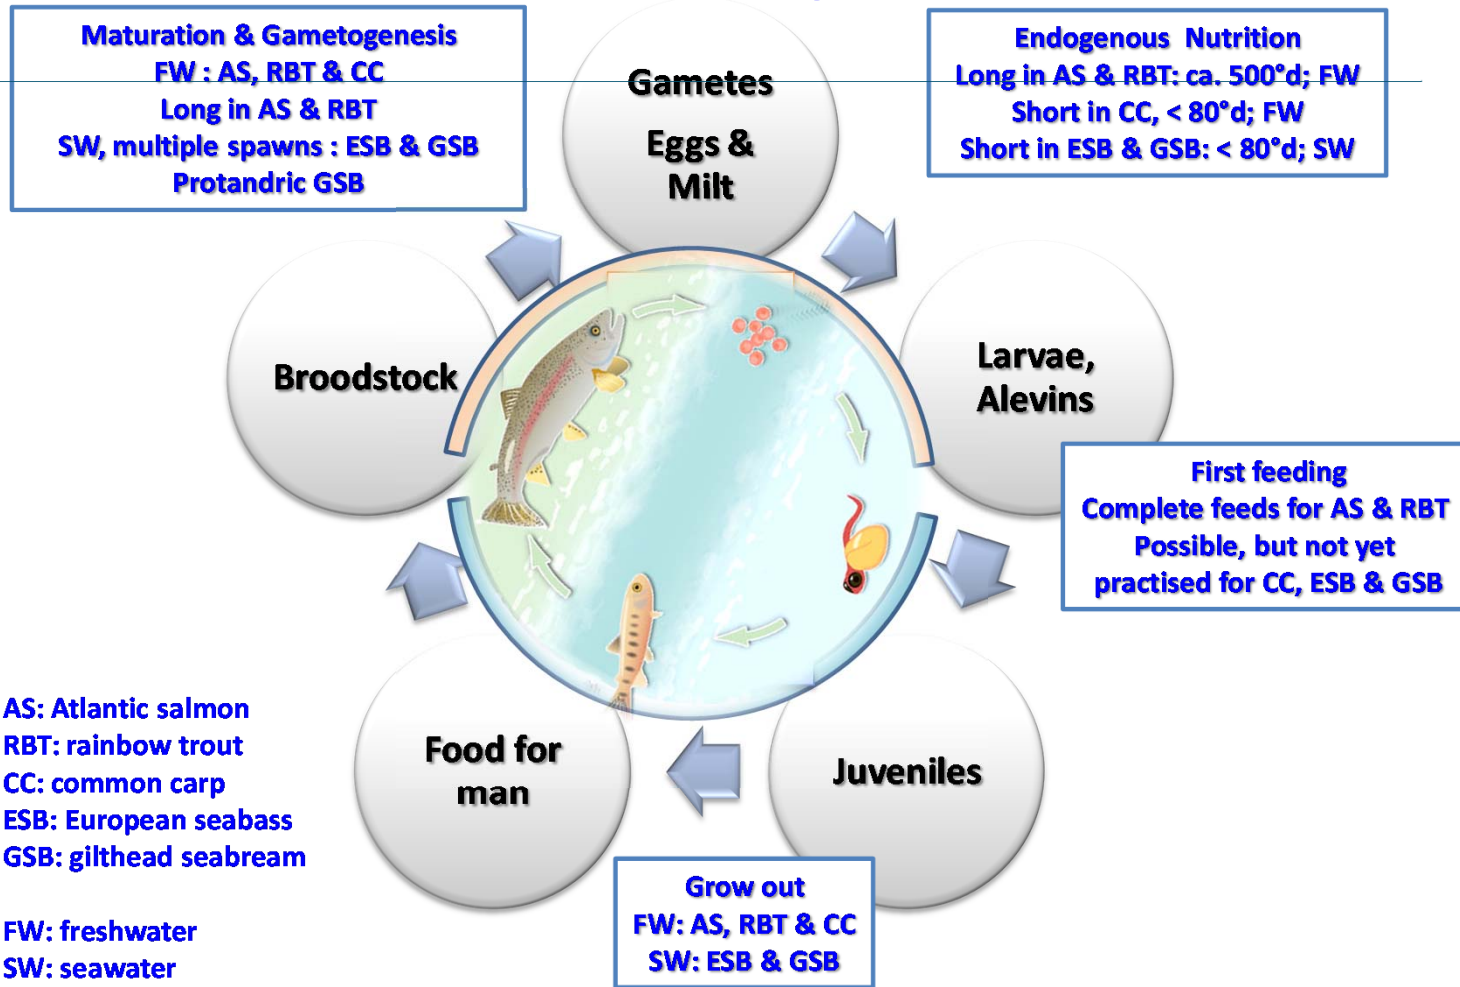 Maturation & Gametogenesis
FW : AS, RBT & CC
Long in AS & RBT
SW, multiple spawns : ESB & GSB
Protandric GSB
Gametes
Eggs &
Milt
Endogenous Nutrition
Long in AS & RBT: ca. 500°d; FW
Short in CC, < 80°d; FW
Short in ESB & GSB: < 80°d; SW
Broodstock
Larvae,
Alevins
First feeding
Complete feeds for AS & RBT
Possible, but not yet
practised for CC, ESB & GSB
Food for
man
Juveniles
Grow out
FW: AS, RBT & CC
SW: ESB & GSB
AS: Atlantic salmon
RBT: rainbow trout
CC: common carp
ESB: European seabass
GSB: gilthead seabream
FW: freshwater
SW: seawater